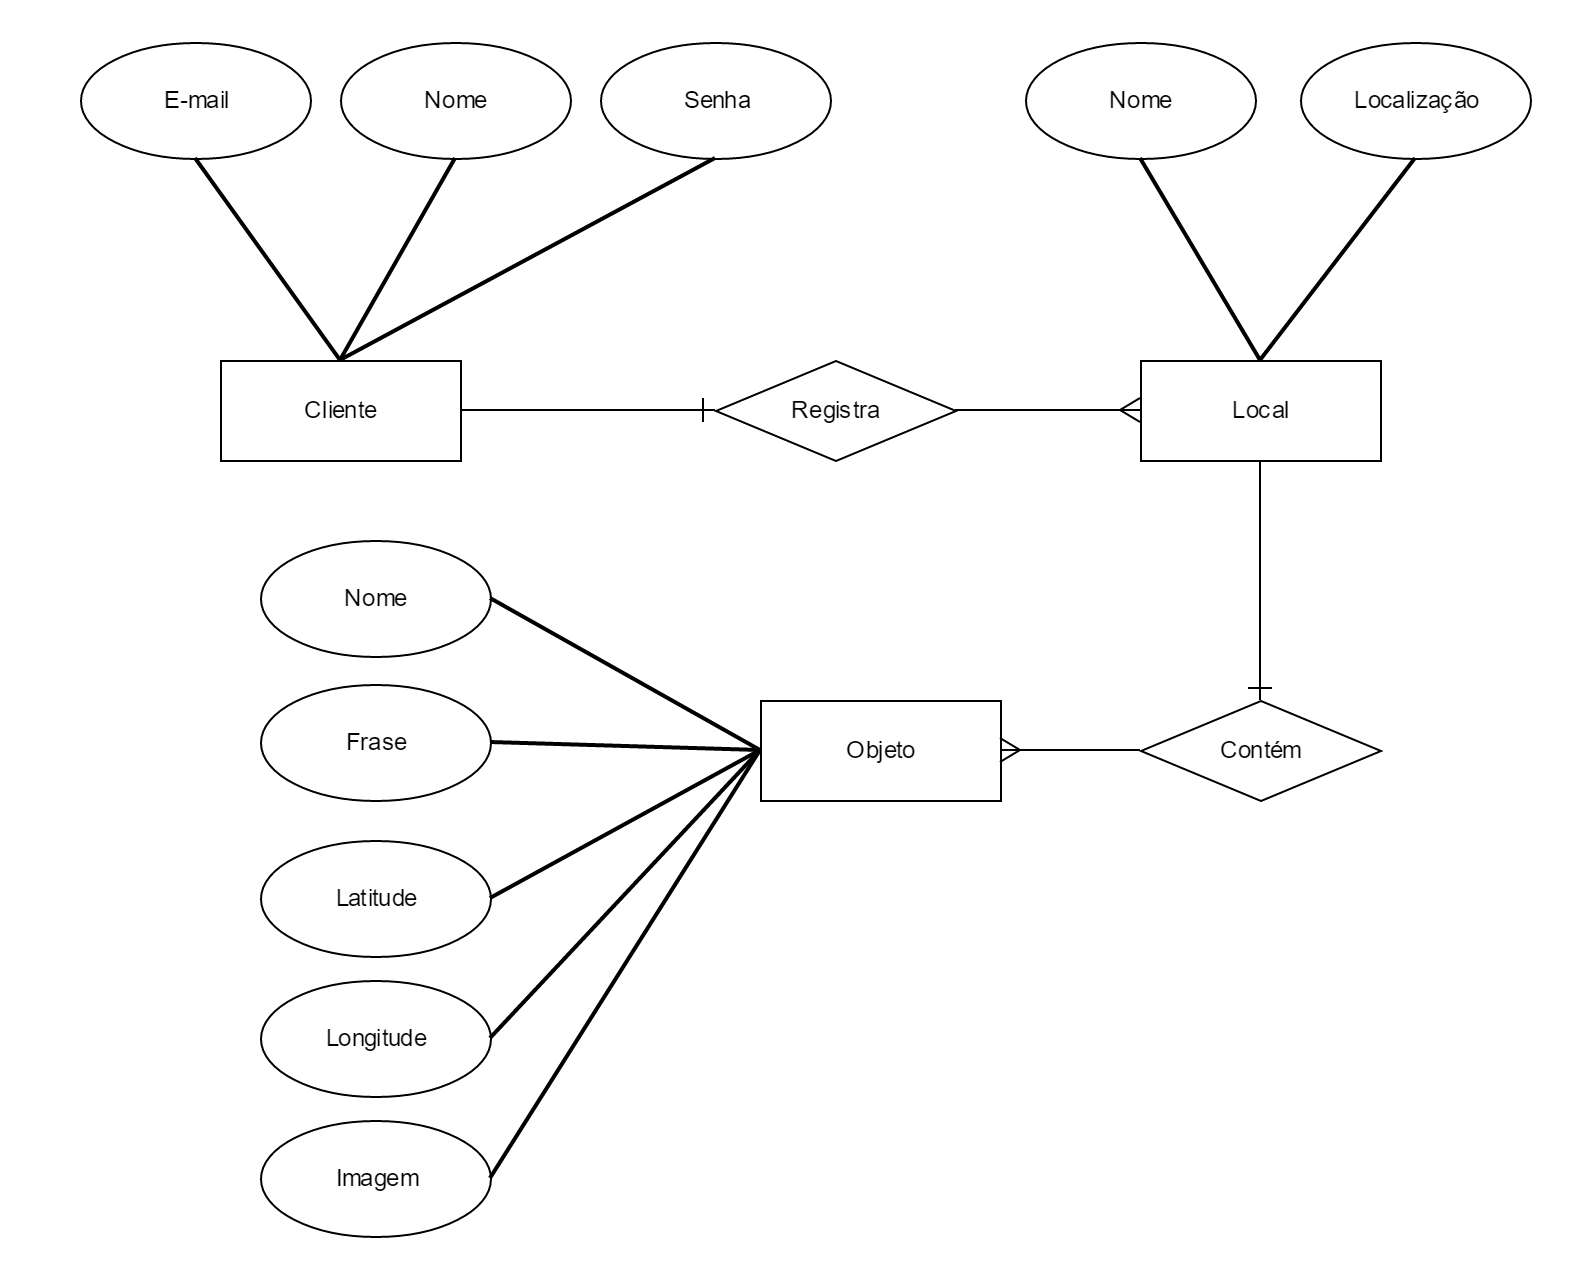 E-mail
Nome
Senha
Nome
Localização
Cliente
Registra
Local
Nome
Frase
Objeto
Contém
Latitude
Longitude
Imagem